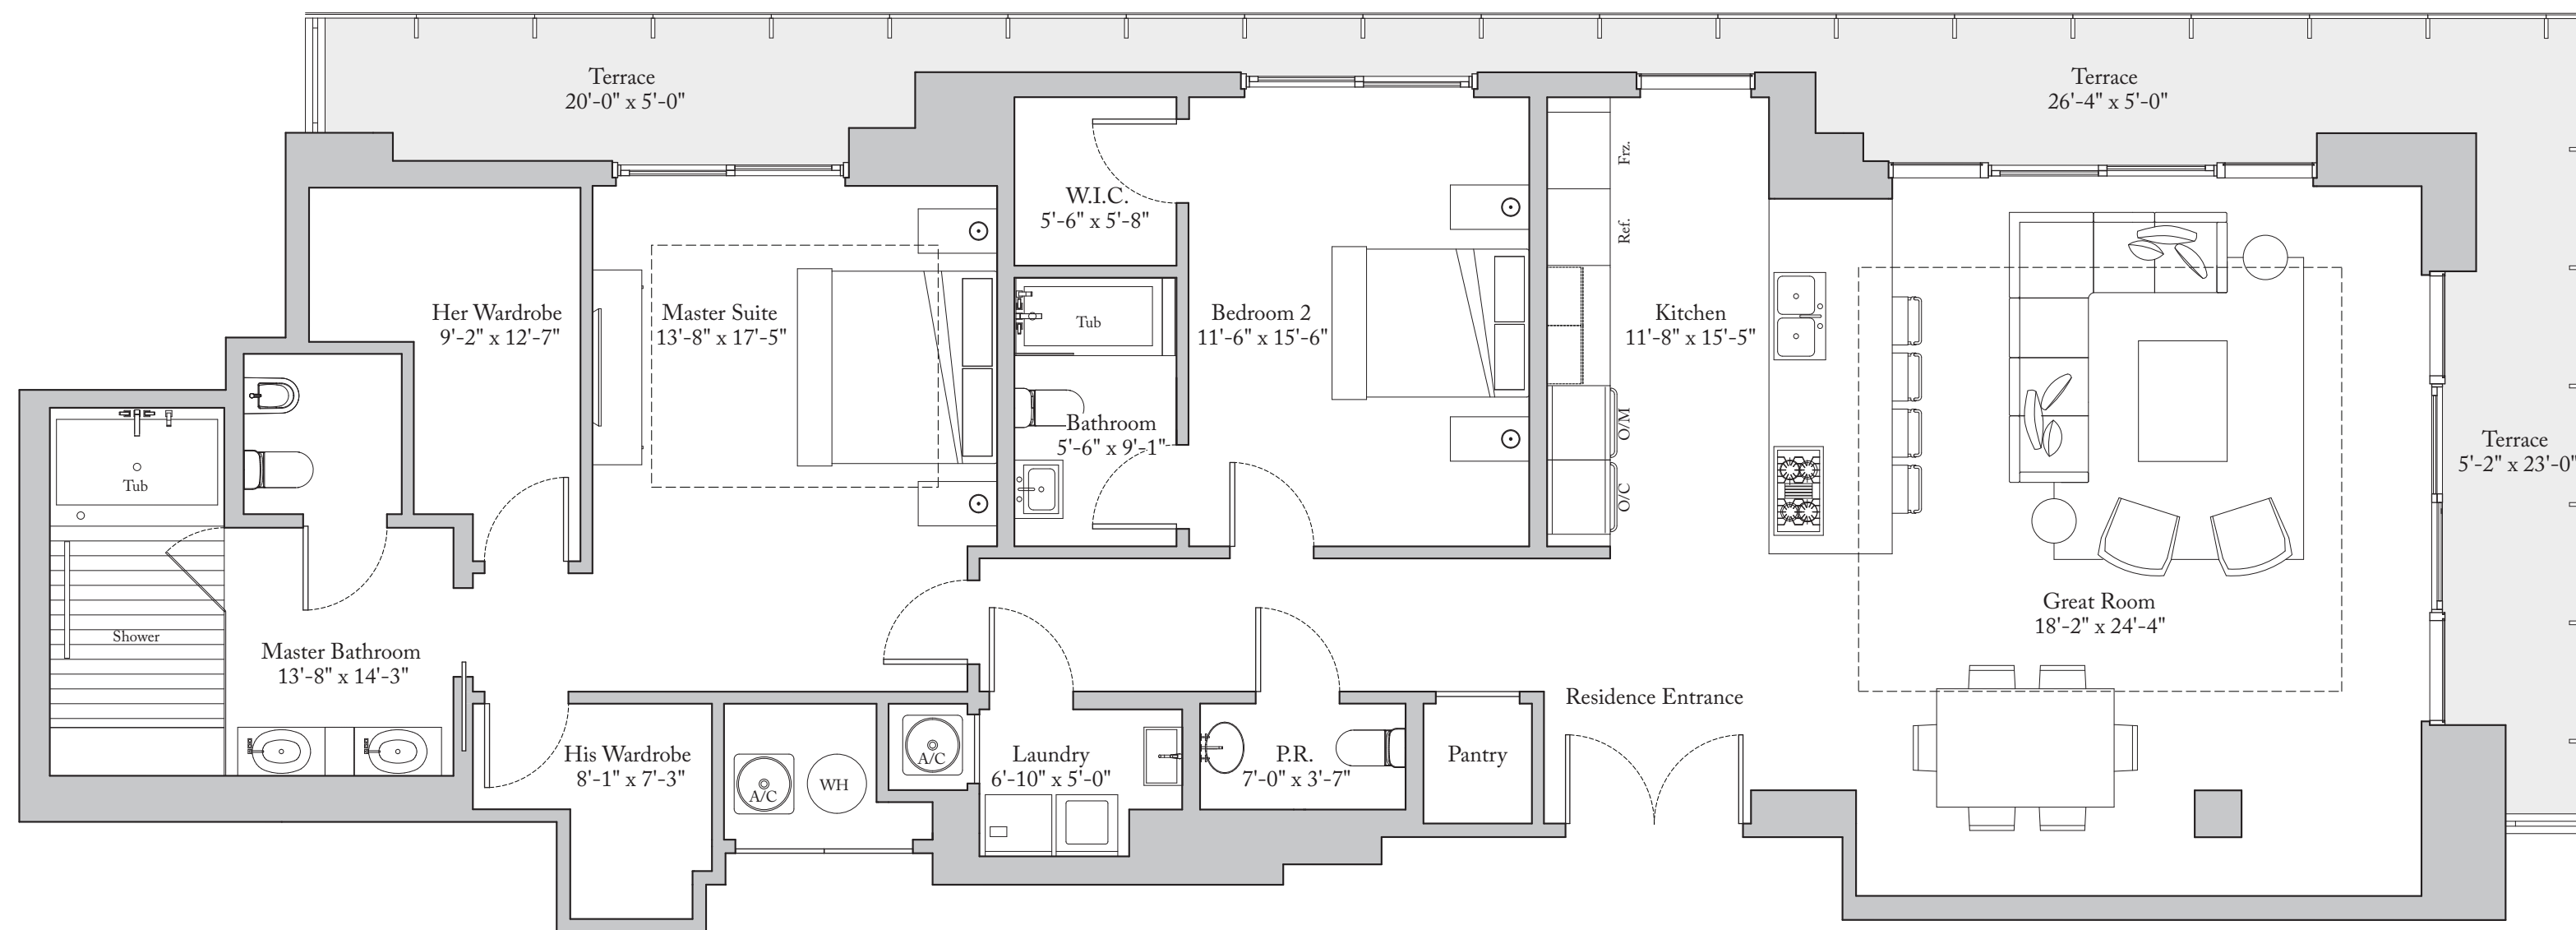 Terrace
20'-0" x 5'-0"
Terrace
26'-4" x 5'-0"
Frz.
W.I.C.
5'-6" x 5'-8"
Ref.
Her Wardrobe
9'-2" x 12'-7"
Master Suite
13'-8" x 17'-5"
Tub
Bedroom 2
11'-6" x 15'-6"
Kitchen
11'-8" x 15'-5"
O/M
Bathroom
5'-6" x 9'-1"
Terrace
5'-2" x 23'-0"
Tub
O/C
Great Room
18'-2" x 24'-4"
Shower
Master Bathroom
13'-8" x 14'-3"
Residence Entrance
His Wardrobe
8'-1" x 7'-3"
A/C
WH
A/C
Laundry
6'-10" x 5'-0"
P.R.
7'-0" x 3'-7"
Pantry